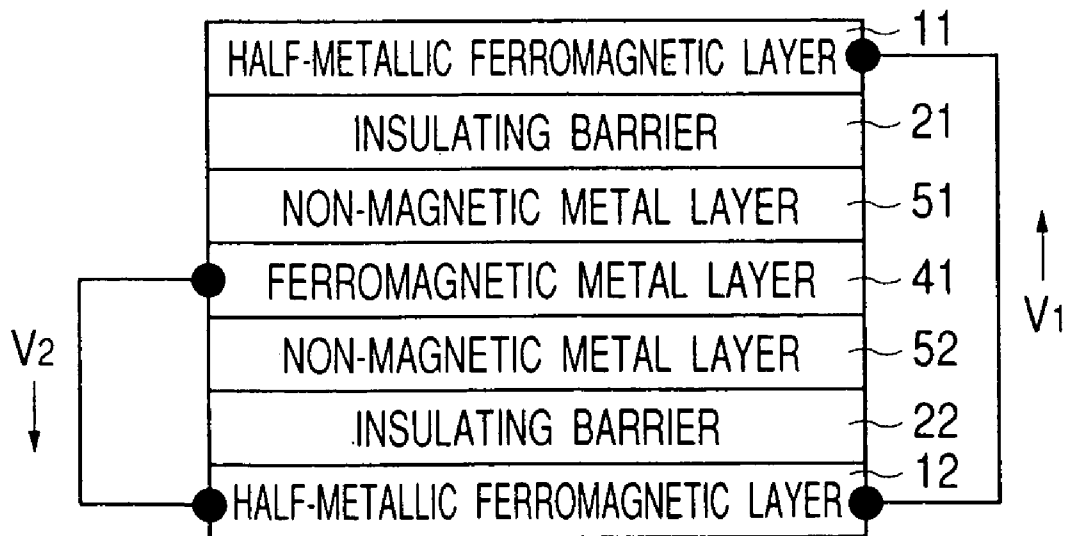 HALF-METALLIC FERROMAGNETIC LAYER 11
INSULATING BARRIER 21
NON-MAGNETIC METAL LAYER 51
FERROMAGNETIC METAL LAYER 41
V1
V2
NON-MAGNETIC METAL LAYER 52
INSULATING BARRIER 22
HALF-METALLIC FERROMAGNETIC LAYER 12